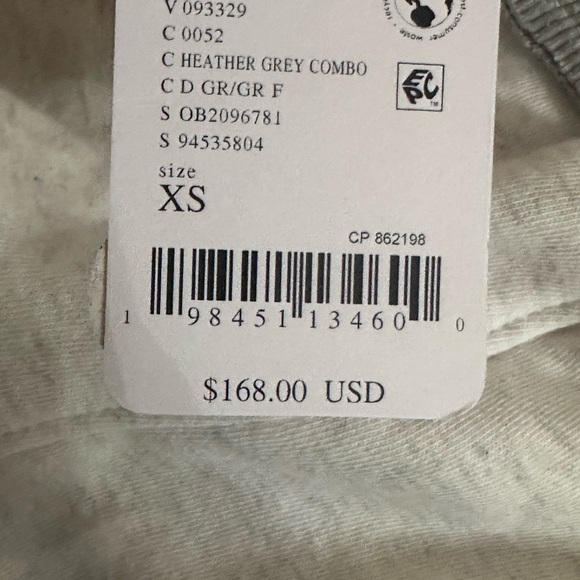 V 093329
C 0052
C HEATHER GREY COMBO
C D GR/GR F
S OB2096781
S 94535804
size
XS
EPC™
CP 862198
1 98451 13460 0
$168.00 USD